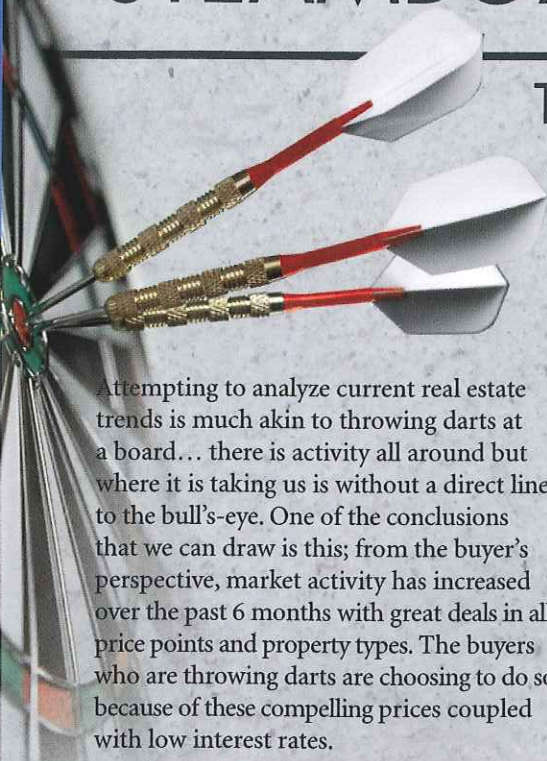 Attempting to analyze current real estate
trends is much akin to throwing darts at
a board… there is activity all around but
where it is taking us is without a direct line
to the bull's-eye. One of the conclusions
that we can draw is this; from the buyer's
perspective, market activity has increased
over the past 6 months with great deals in all
price points and property types. The buyers
who are throwing darts are choosing to do so
because of these compelling prices coupled
with low interest rates.